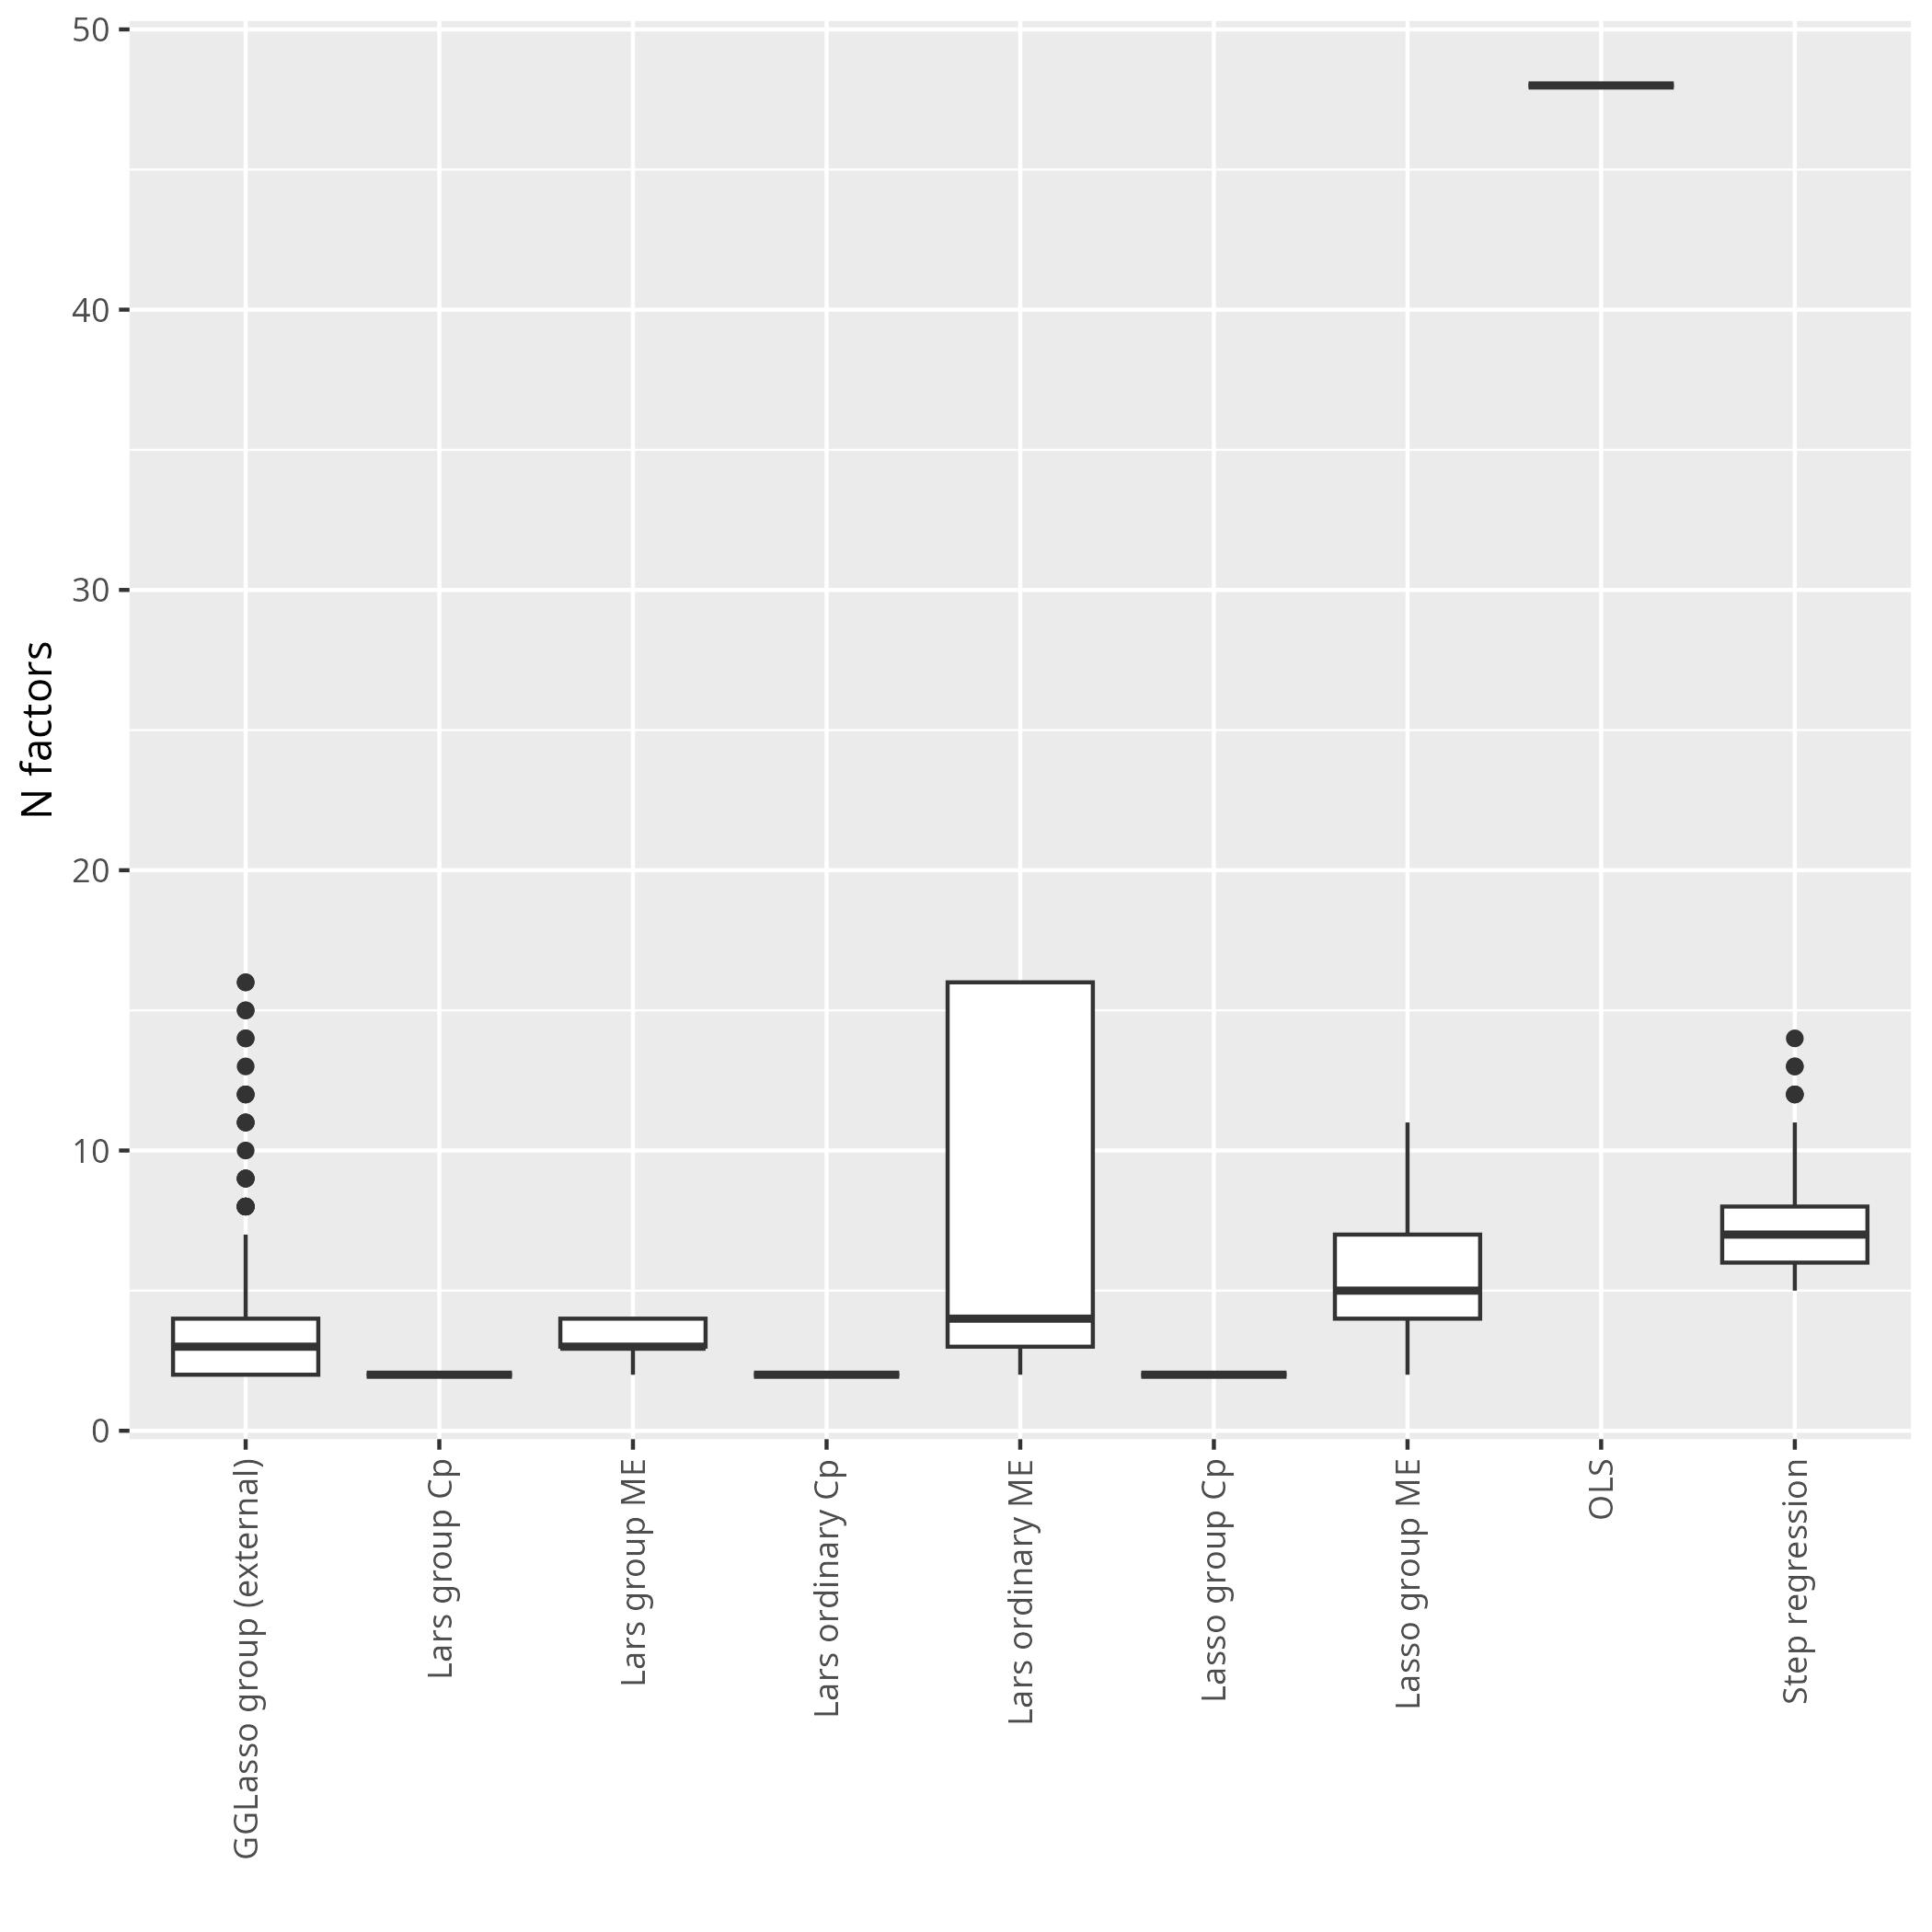 50
40
30
20
10
0
N factors
GGLasso group (external)
Lars group Cp
Lars group ME
Lars ordinary Cp
Lars ordinary ME
Lasso group Cp
Lasso group ME
OLS
Step regression